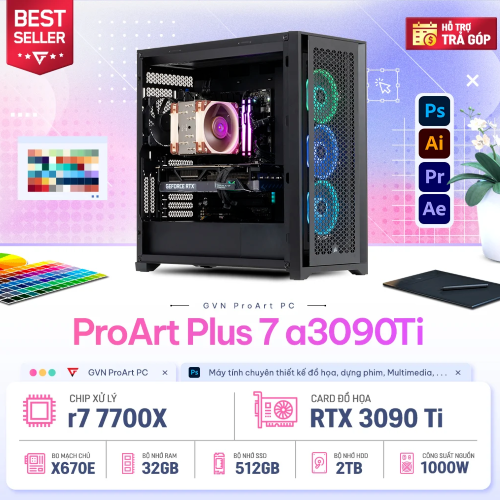 BEST
SELLER
HỖ TRỢ
TRẢ GÓP
Ps
Ai
Pr
Ae
GEFORCE RTX
GVN ProArt PC
ProArt Plus 7 a3090Ti
GVN ProArt PC ×
Ps Máy tính chuyên thiết kế đồ họa, dựng phim, Multimedia, . . . ×
CHIP XỬ LÝ
r7 7700X
CARD ĐỒ HỌA
RTX 3090 Ti
BO MẠCH CHỦ
X670E
BỘ NHỚ RAM
32GB
BỘ NHỚ SSD
512GB
BỘ NHỚ HDD
2TB
CÔNG SUẤT NGUỒN
1000W